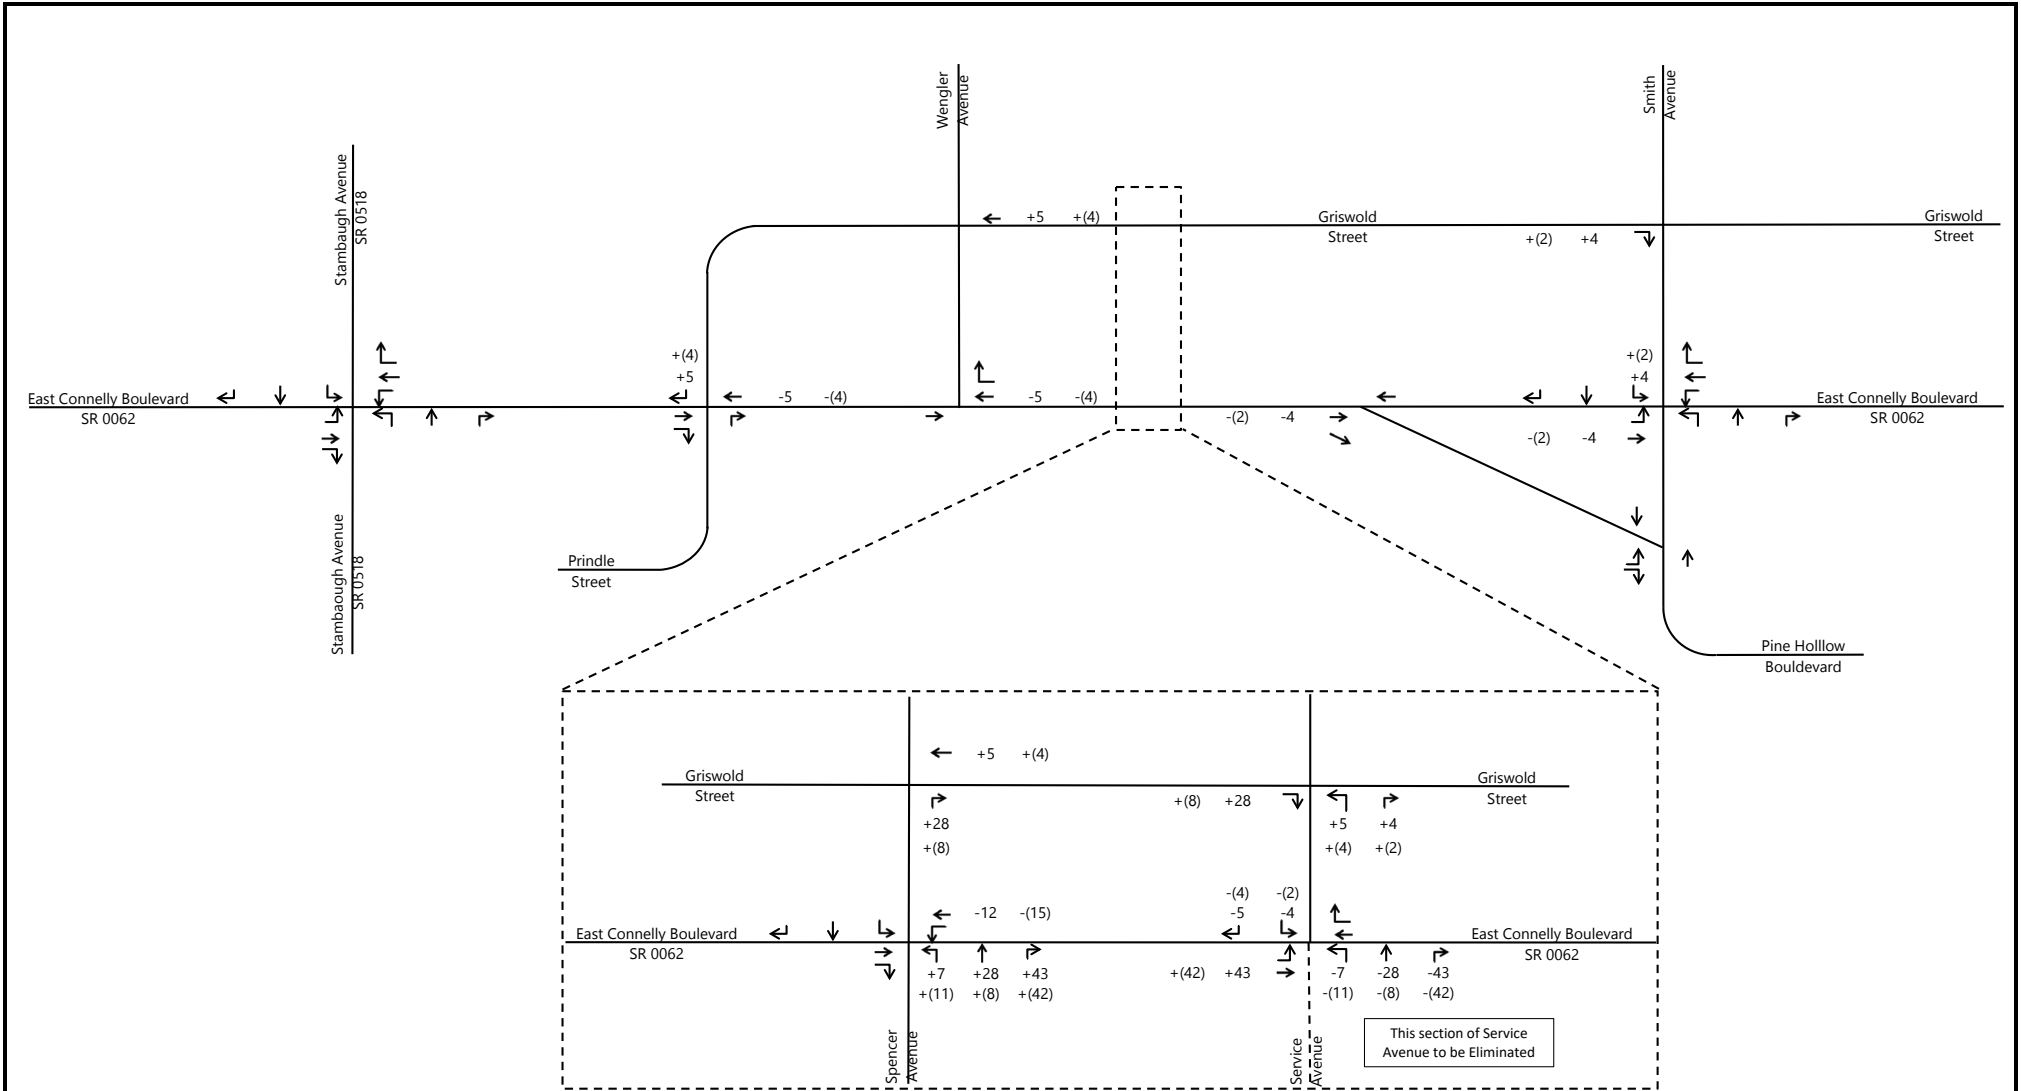 Wengler
Avenue
Smith
Avenue
Stambaugh Avenue
SR 0518
+5 +(4)
Griswold
Street
+(2) +4
Griswold
Street
+(4)
+5
+(2)
+4
East Connelly Boulevard
SR 0062
-5 -(4)
-5 -(4)
-(2) -4
East Connelly Boulevard
SR 0062
-(2) -4
Stambaough Avenue
SR 0518
Prindle
Street
Pine Holllow
Bouldevard
+5 +(4)
Griswold
Street
Griswold
Street
+(8) +28
+28
+(8)
+5 +4
+(4) +(2)
-(4) -(2)
-12 -(15)
-5 -4
East Connelly Boulevard
SR 0062
East Connelly Boulevard
SR 0062
+7 +28 +43
+(11) +(8) +(42)
+(42) +43
-7 -28 -43
-(11) -(8) -(42)
This section of Service
Avenue to be Eliminated
Spencer
Avenue
Service
Avenue